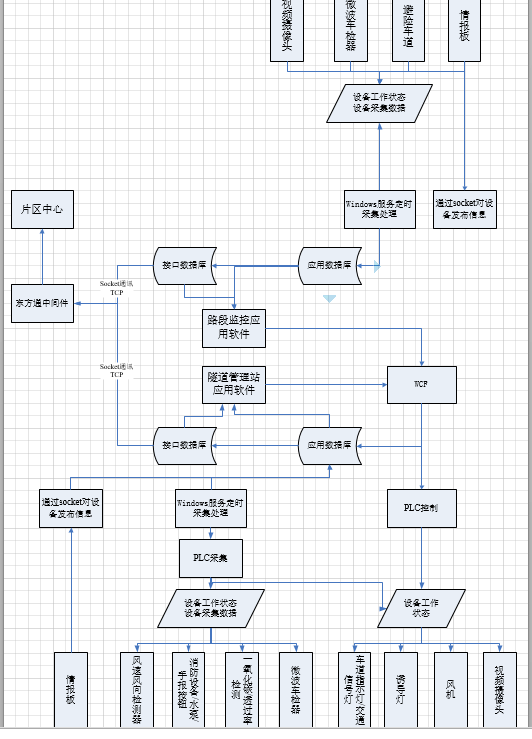 视频摄像头
微波车检器
避险车道
情报板
设备工作状态
设备采集数据
片区中心
Windows服务定时
采集处理
通过socket对设
备发布信息
接口数据库
应用数据库
Socket通讯
TCP
东方通中间件
路段监控应
用软件
Socket通讯
TCP
隧道管理站
应用软件
WCF
接口数据库
应用数据库
通过socket对设
备发布信息
Windows服务定时
采集处理
PLC控制
PLC采集
设备工作状态
设备采集数据
设备工作
状态
情报板
风速风向检测器
消防设备水泵、
手报按钮
一氧化碳透过率
检测
微波车检器
车道指示灯交通
信号灯
诱导灯
风机
视频摄像头